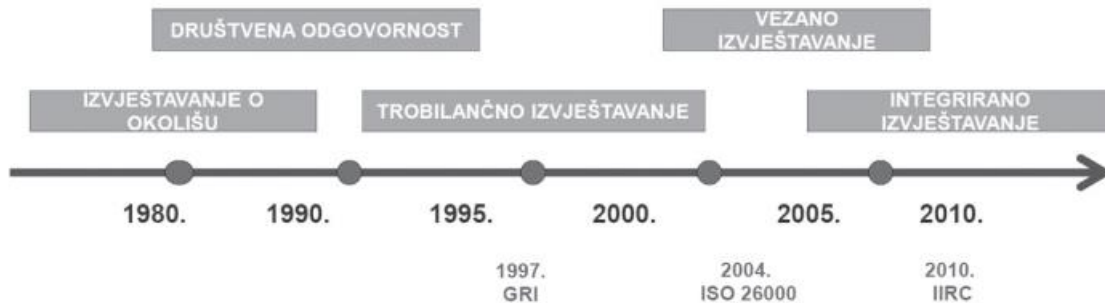 DRUŠTVENA ODGOVORNOST
VEZANO
IZVJEŠTAVANJE
IZVJEŠTAVANJE O
OKOLIŠU
TROBILANČNO IZVJEŠTAVANJE
INTEGRIRANO
IZVJEŠTAVANJE
1980.
1990.
1995.
2000.
2005.
2010.
1997.
GRI
2004.
ISO 26000
2010.
IIRC